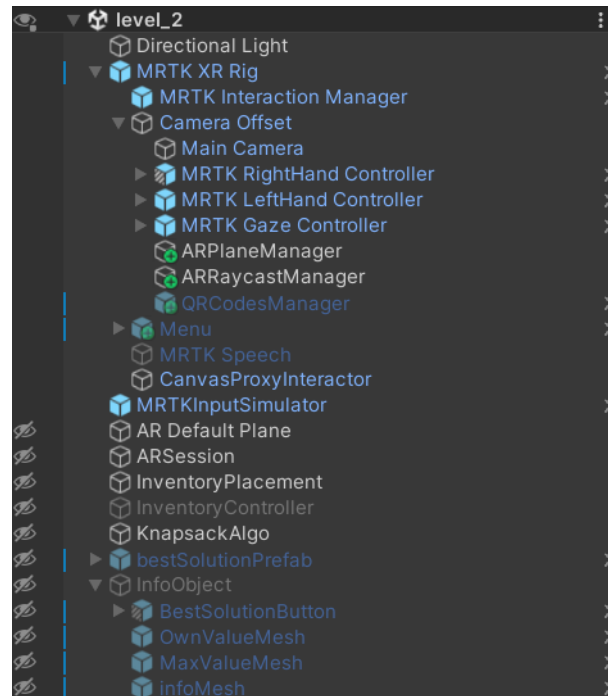 level_2
Directional Light
MRTK XR Rig
MRTK Interaction Manager
Camera Offset
Main Camera
MRTK RightHand Controller
MRTK LeftHand Controller
MRTK Gaze Controller
ARPlaneManager
ARRaycastManager
QRCodesManager
Menu
MRTK Speech
CanvasProxyInteractor
MRTKInputSimulator
AR Default Plane
ARSession
InventoryPlacement
InventoryController
KnapsackAlgo
bestSolutionPrefab
InfoObject
BestSolutionButton
OwnValueMesh
MaxValueMesh
infoMesh